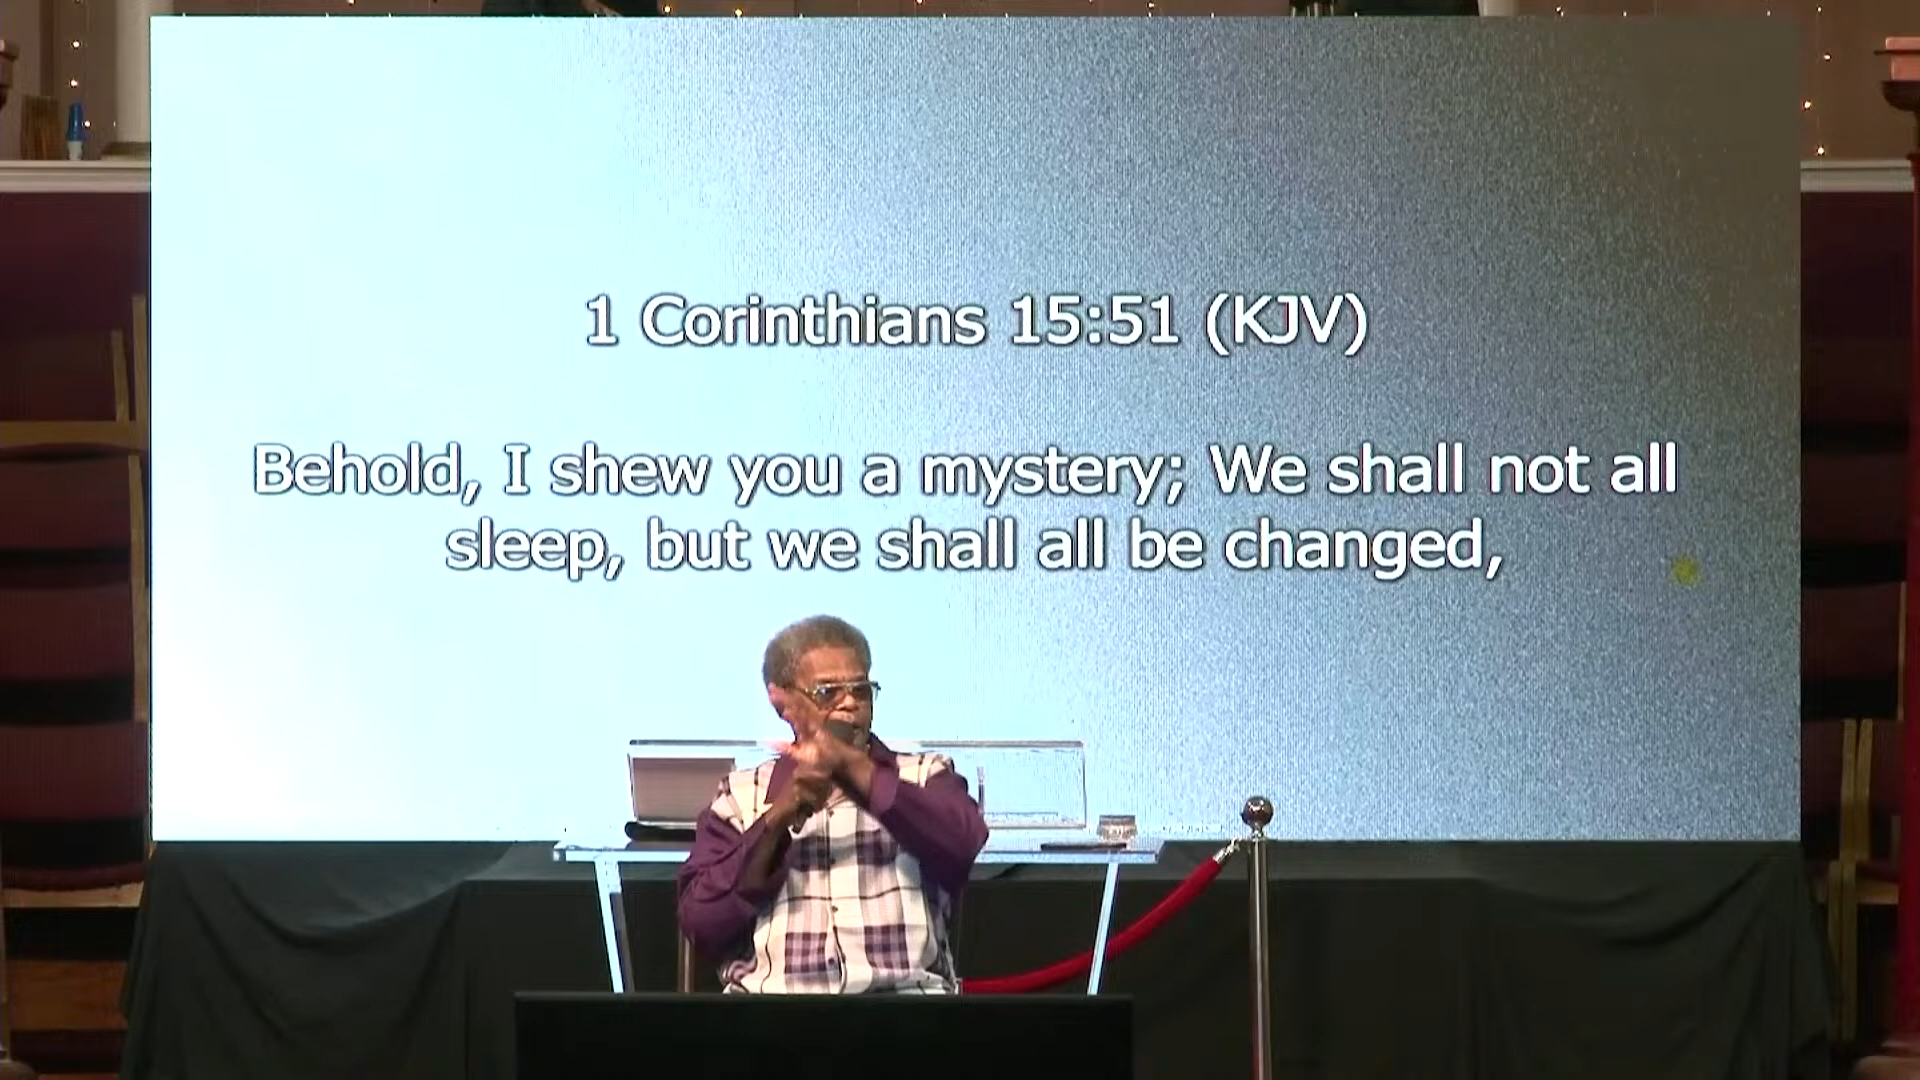 1 Corinthians 15:51 (KJV)
Behold, I shew you a mystery; We shall not all
sleep, but we shall all be changed,